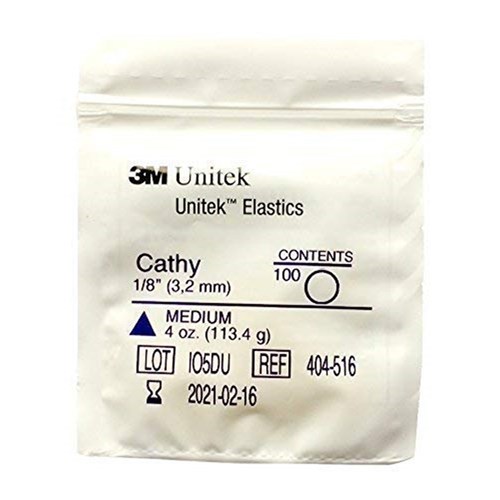 3M Unitek
Unitek™ Elastics
Cathy
1/8" (3,2 mm)
CONTENTS
100
MEDIUM
4 oz. (113.4 g)
LOT IO5DU REF 404-516
2021-02-16